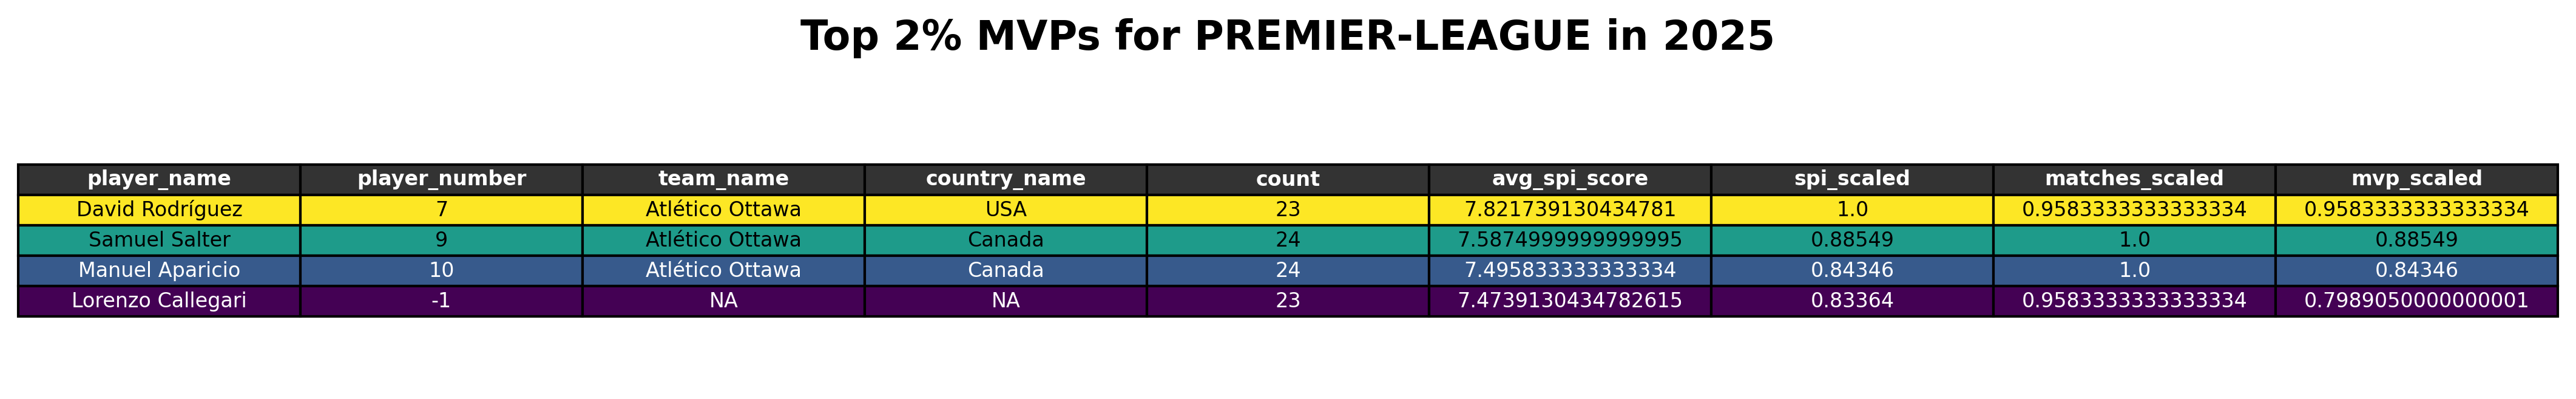 Top 2% MVPs for PREMIER-LEAGUE in 2025
player_name player_number team_name country_name count avg_spi_score spi_scaled matches_scaled mvp_scaled
David Rodríguez 7 Atlético Ottawa USA 23 7.821739130434781 1.0 0.9583333333333334 0.9583333333333334
Samuel Salter 9 Atlético Ottawa Canada 24 7.5874999999999995 0.88549 1.0 0.88549
Manuel Aparicio 10 Atlético Ottawa Canada 24 7.495833333333334 0.84346 1.0 0.84346
Lorenzo Callegari -1 NA NA 23 7.4739130434782615 0.83364 0.9583333333333334 0.7989050000000001